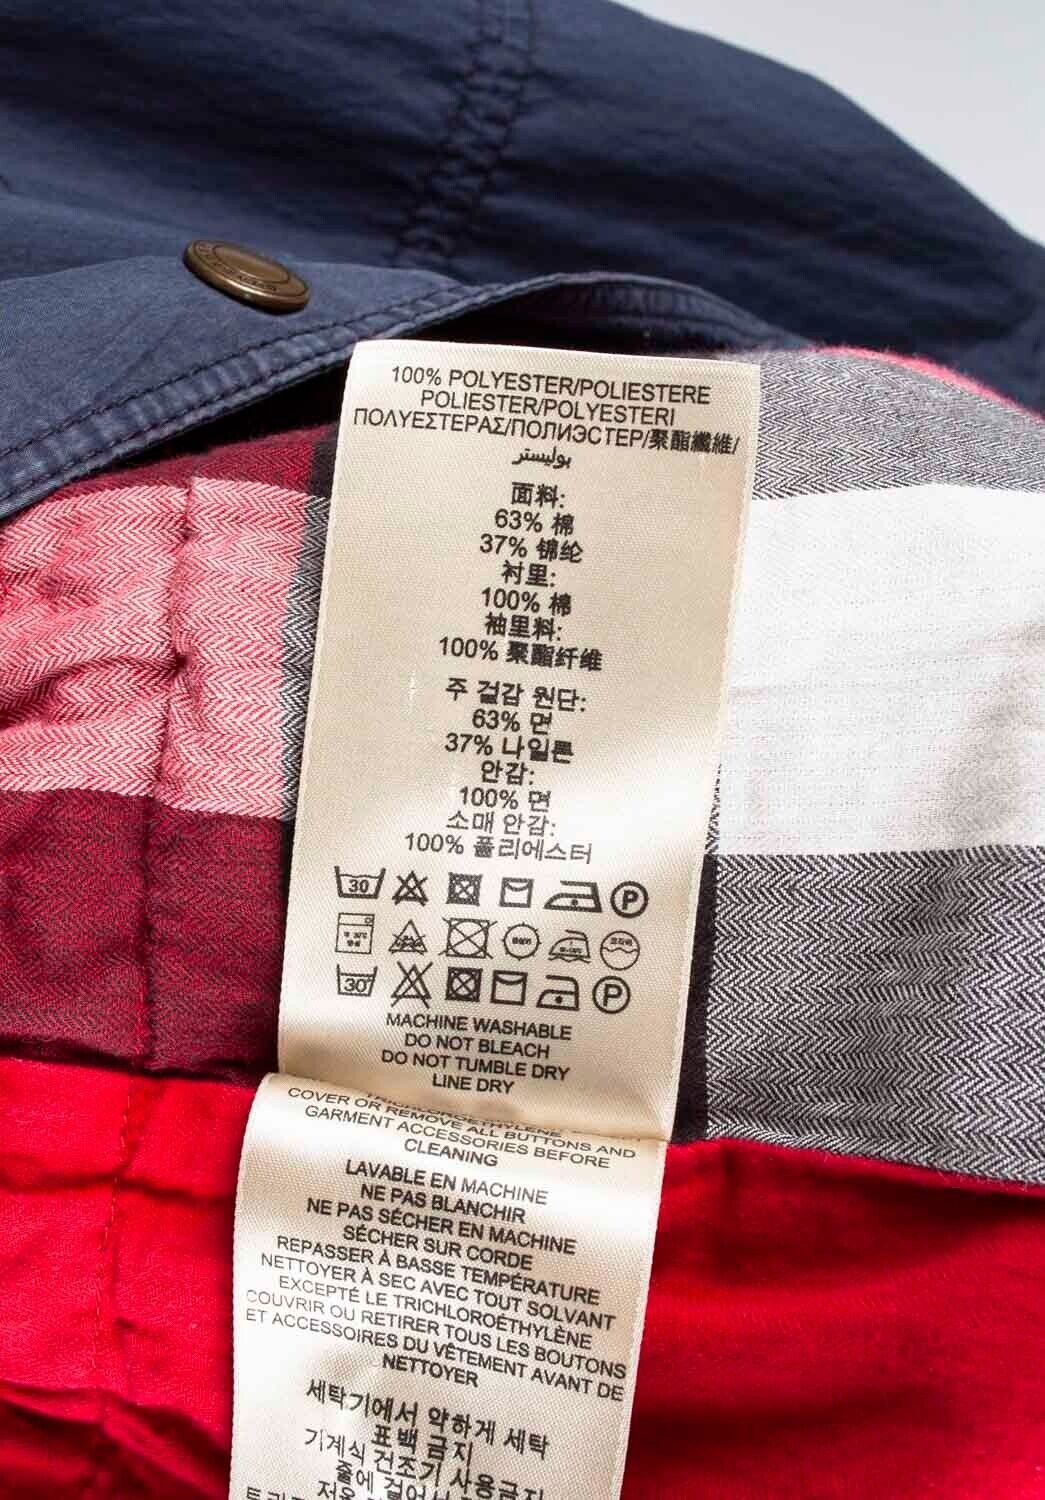 100% POLYESTER/POLIESTERE
POLIESTER/POLYESTERI
ΠΟΛΥΕΣΤΕΡΑΣ/ПОЛИЭСТЕР/聚酯纖維/
بوليستر
面料:
63% 棉
37% 锦纶
衬里:
100% 棉
袖里料:
100% 聚酯纤维
주 겉감 원단:
63% 면
37% 나일론
안감:
100% 면
소매 안감:
100% 폴리에스터
30 P
30 P
MACHINE WASHABLE
DO NOT BLEACH
DO NOT TUMBLE DRY
LINE DRY
TRICHLOROETHYLENE
COVER OR REMOVE ALL BUTTONS AND
GARMENT ACCESSORIES BEFORE
CLEANING
LAVABLE EN MACHINE
NE PAS BLANCHIR
NE PAS SÉCHER EN MACHINE
SÉCHER SUR CORDE
REPASSER À BASSE TEMPÉRATURE
NETTOYER À SEC AVEC TOUT SOLVANT
EXCEPTÉ LE TRICHLOROÉTHYLÈNE
COUVRIR OU RETIRER TOUS LES BOUTONS
ET ACCESSOIRES DU VÊTEMENT AVANT DE
NETTOYER
세탁기에서 약하게 세탁
표백 금지
기계식 건조기 사용금지
줄에 걸어서